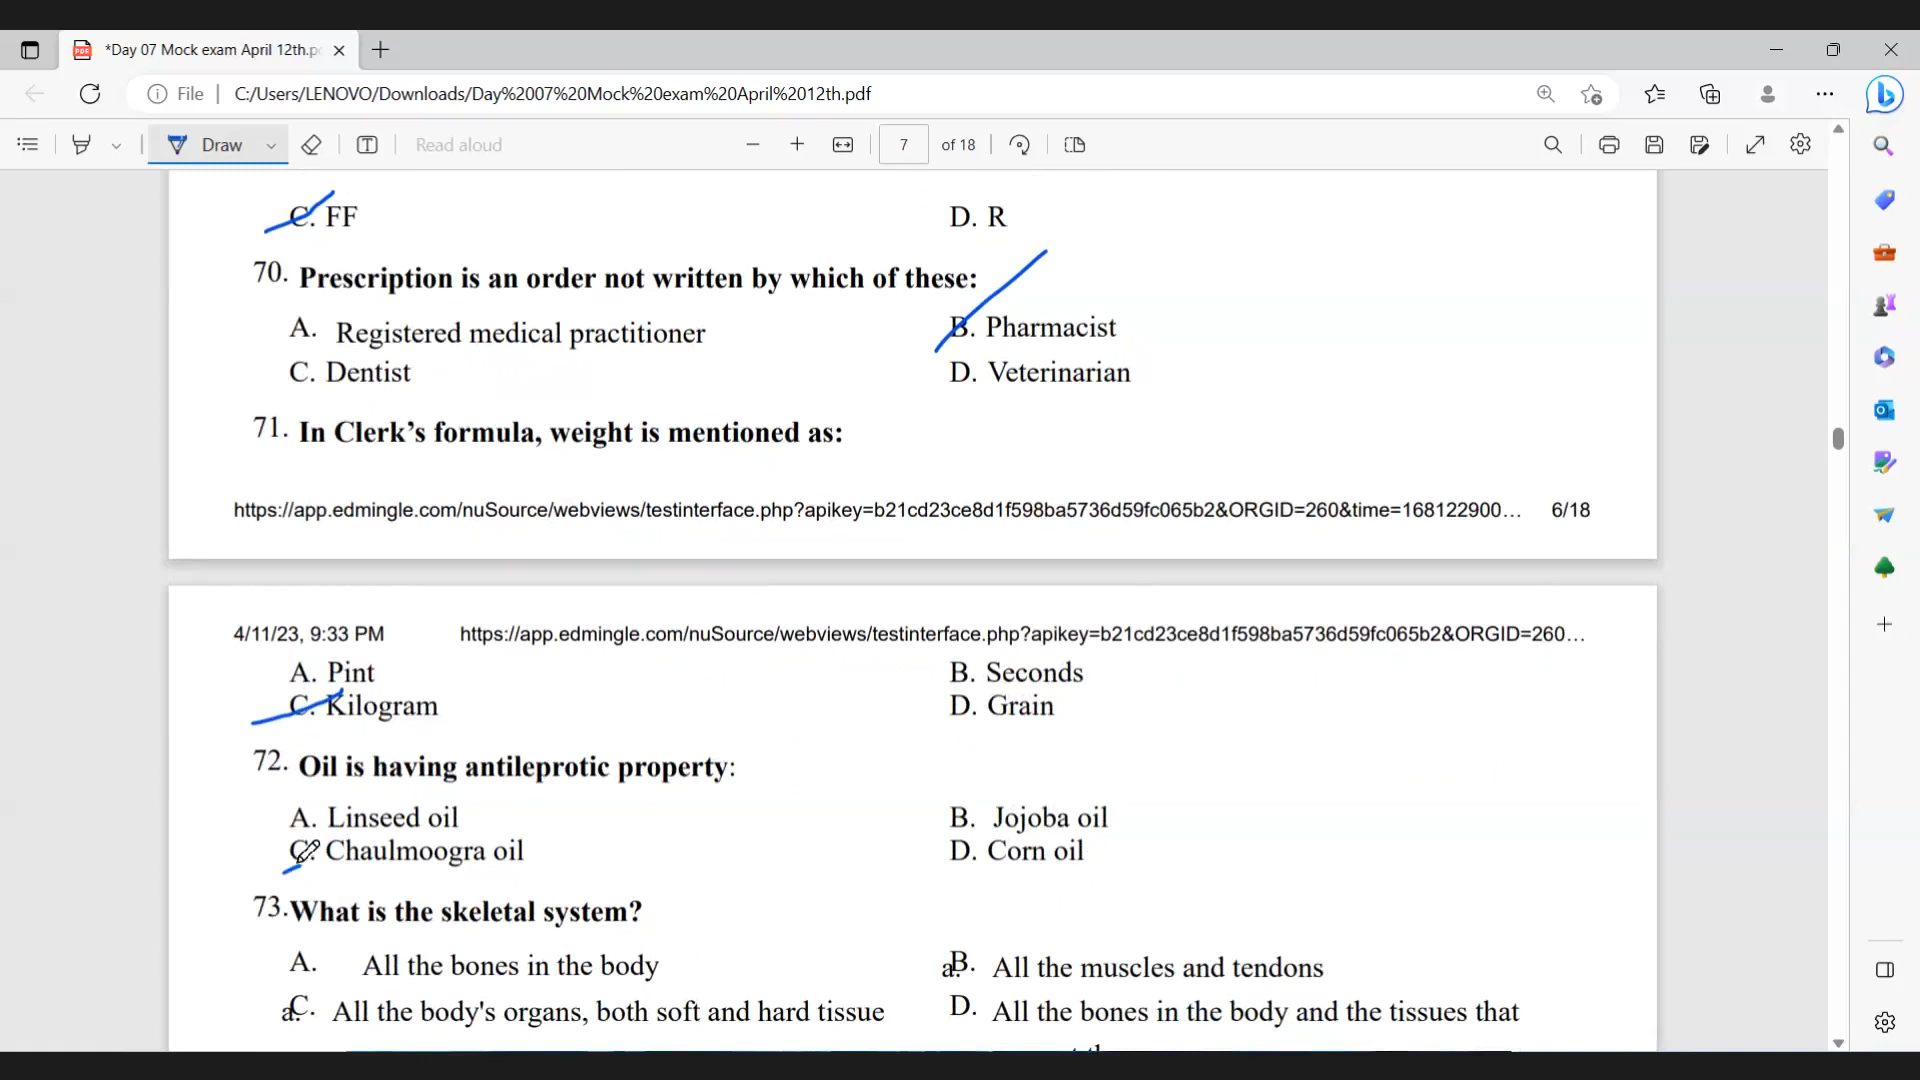 *Day 07 Mock exam April 12th.p
File
C:/Users/LENOVO/Downloads/Day%2007%20Mock%20exam%20April%2012th.pdf
Draw
Read aloud
7
of 18
C. FF
D. R
70. Prescription is an order not written by which of these:
A. Registered medical practitioner
B. Pharmacist
C. Dentist
D. Veterinarian
71. In Clerk’s formula, weight is mentioned as:
https://app.edmingle.com/nuSource/webviews/testinterface.php?apikey=b21cd23ce8d1f598ba5736d59fc065b2&ORGID=260&time=168122900… 6/18
4/11/23, 9:33 PM
https://app.edmingle.com/nuSource/webviews/testinterface.php?apikey=b21cd23ce8d1f598ba5736d59fc065b2&ORGID=260…
A. Pint
B. Seconds
C. Kilogram
D. Grain
72. Oil is having antileprotic property:
A. Linseed oil
B. Jojoba oil
C. Chaulmoogra oil
D. Corn oil
73. What is the skeletal system?
A. All the bones in the body
a. B. All the muscles and tendons
a. C. All the body's organs, both soft and hard tissue
D. All the bones in the body and the tissues that